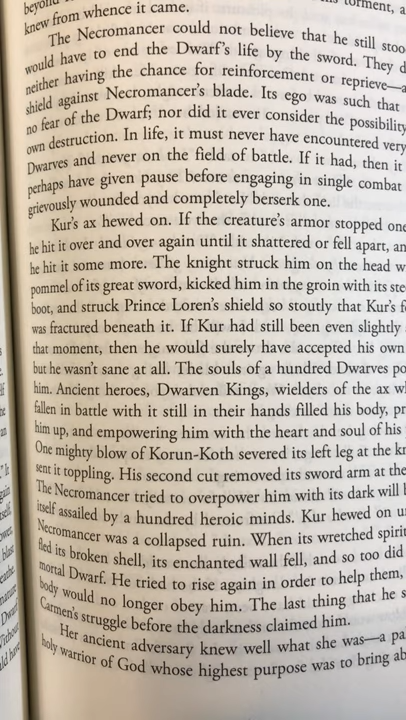 beyond
torment, a
knew from whence it came.
The Necromancer could not believe that he still stoo
would have to end the Dwarf's life by the sword. They d
neither having the chance for reinforcement or reprieve—a
shield against Necromancer's blade. Its ego was such that
no fear of the Dwarf; nor did it ever consider the possibility
own destruction. In life, it must never have encountered very
Dwarves and never on the field of battle. If it had, then it
perhaps have given pause before engaging in single combat
grievously wounded and completely berserk one.
Kur's ax hewed on. If the creature's armor stopped one
he hit it over and over again until it shattered or fell apart, an
he hit it some more. The knight struck him on the head w
pommel of its great sword, kicked him in the groin with its ste
boot, and struck Prince Loren's shield so stoutly that Kur's f
was fractured beneath it. If Kur had still been even slightly
that moment, then he would surely have accepted his own
but he wasn't sane at all. The souls of a hundred Dwarves po
him. Ancient heroes, Dwarven Kings, wielders of the ax w
fallen in battle with it still in their hands filled his body, pr
him up, and empowering him with the heart and soul of his
One mighty blow of Korun-Koth severed its left leg at the kn
sent it toppling. His second cut removed its sword arm at the
The Necromancer tried to overpower him with its dark will b
itself assailed by a hundred heroic minds. Kur hewed on u
Necromancer was a collapsed ruin. When its wretched spirit
fled its broken shell, its enchanted wall fell, and so too did
mortal Dwarf. He tried to rise again in order to help them,
body would no longer obey him. The last thing that he s
Carmen's struggle before the darkness claimed him.
Her ancient adversary knew well what she was—a pa
holy warrior of God whose highest purpose was to bring ab